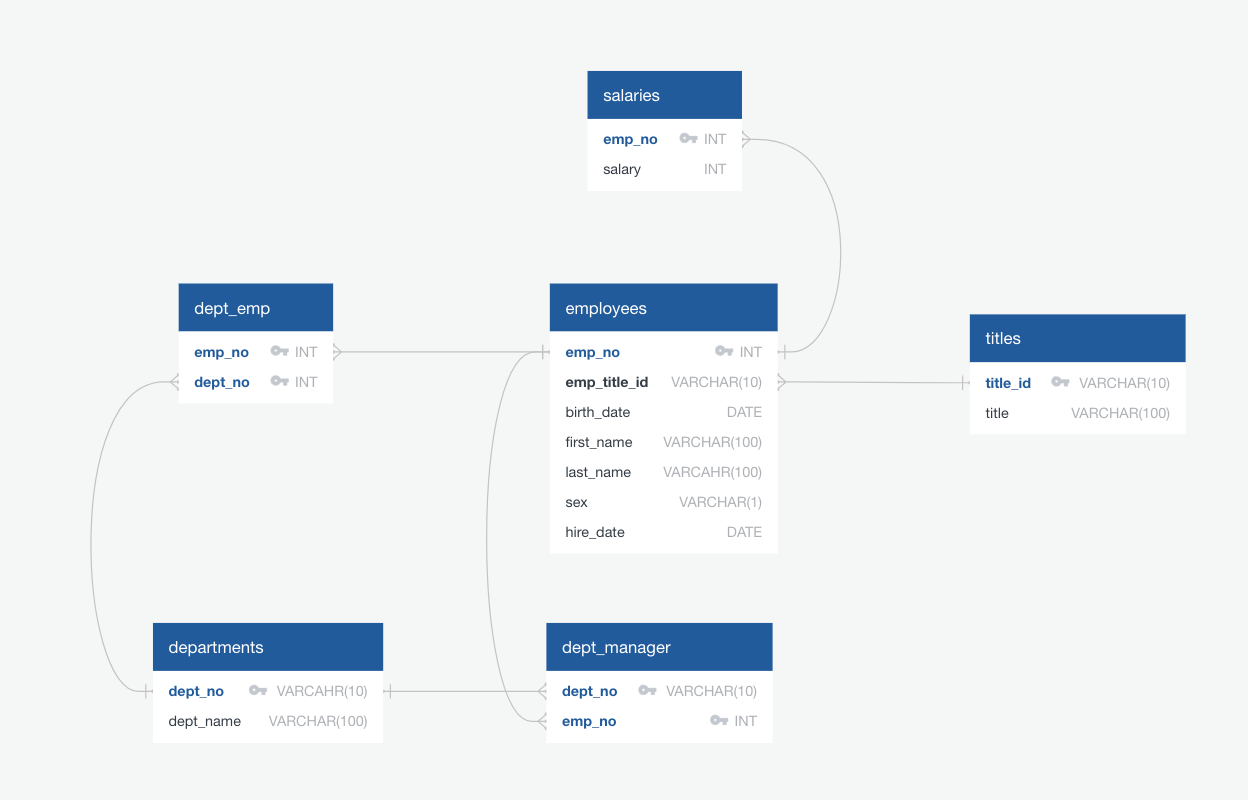 salaries
emp_no INT
salary INT
dept_emp
emp_no INT
dept_no INT
employees
emp_no INT
emp_title_id VARCHAR(10)
birth_date DATE
first_name VARCHAR(100)
last_name VARCAHR(100)
sex VARCHAR(1)
hire_date DATE
titles
title_id VARCHAR(10)
title VARCHAR(100)
departments
dept_no VARCAHR(10)
dept_name VARCHAR(100)
dept_manager
dept_no VARCHAR(10)
emp_no INT